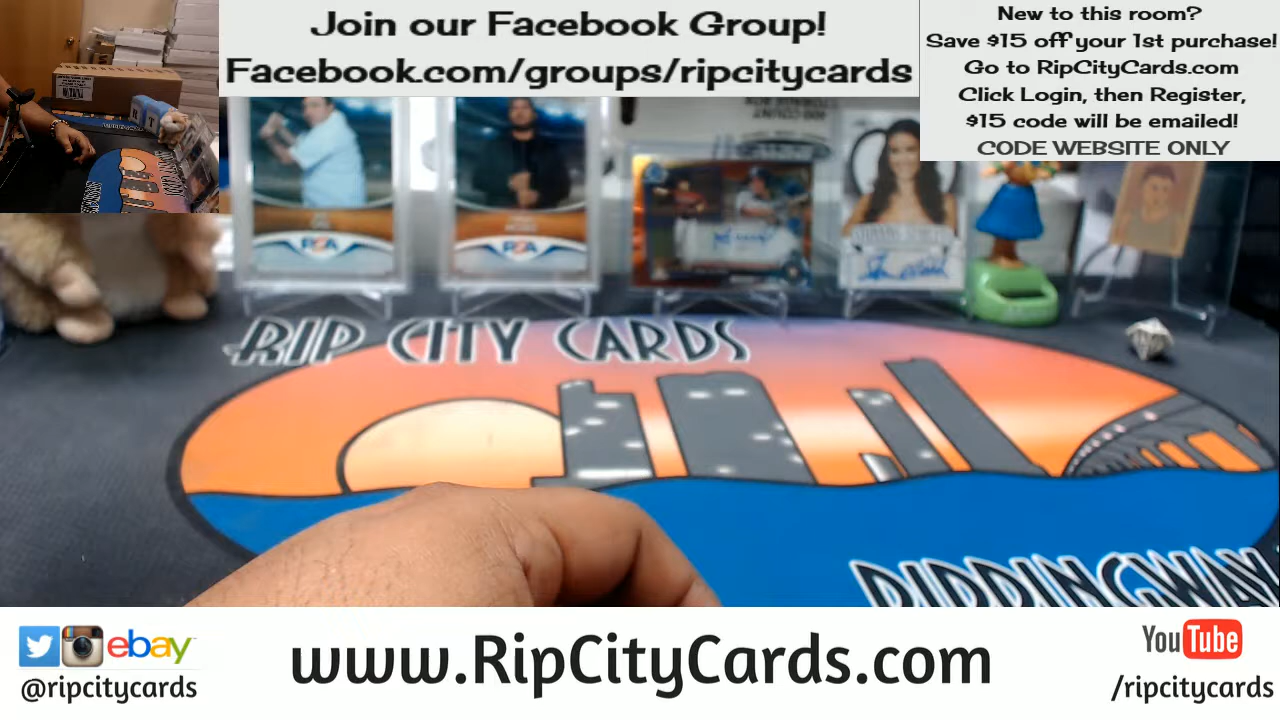 Join our Facebook Group!
Facebook.com/groups/ripcitycards
New to this room?
Save $15 off your 1st purchase!
Go to RipCityCards.com
Click Login, then Register,
$15 code will be emailed!
CODE WEBSITE ONLY
RIP CITY CARDS
RIPPINGWAX
ebay
@ripcitycards
www.RipCityCards.com
YouTube
/ripcitycards